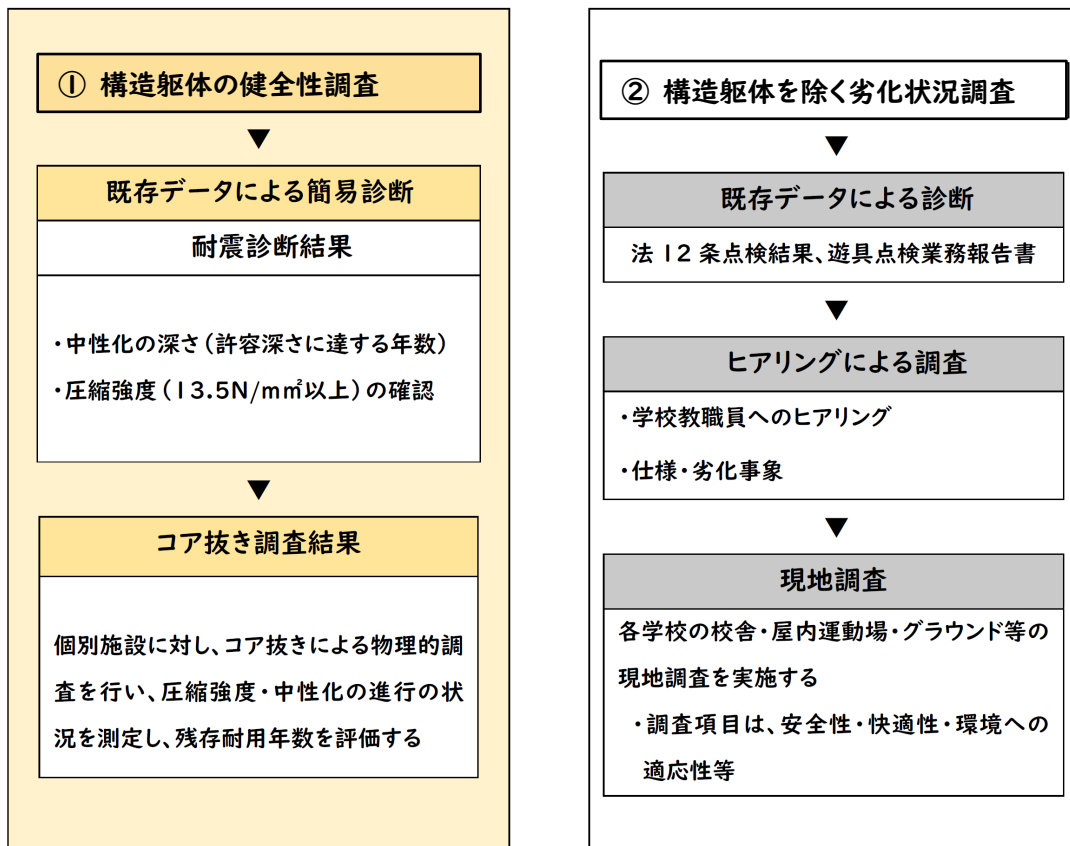 ① 構造躯体の健全性調査
▼
既存データによる簡易診断
耐震診断結果
・中性化の深さ(許容深さに達する年数)
・圧縮強度(13.5N/m㎡以上)の確認
▼
コア抜き調査結果
個別施設に対し、コア抜きによる物理的調
査を行い、圧縮強度・中性化の進行の状
況を測定し、残存耐用年数を評価する
② 構造躯体を除く劣化状況調査
▼
既存データによる診断
法12条点検結果、遊具点検業務報告書
▼
ヒアリングによる調査
・学校教職員へのヒアリング
・仕様・劣化事象
▼
現地調査
各学校の校舎・屋内運動場・グラウンド等の
現地調査を実施する
・調査項目は、安全性・快適性・環境への
適応性等